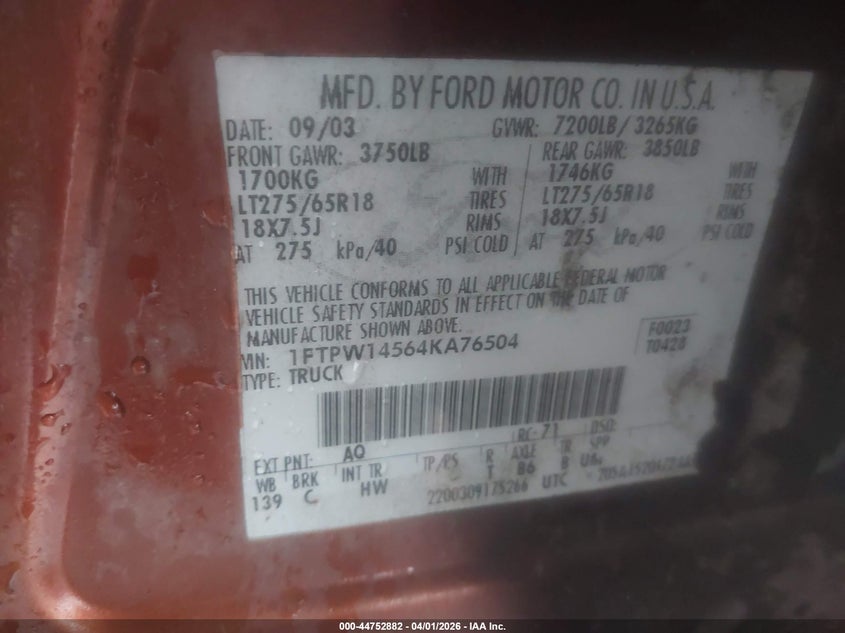 MFD. BY FORD MOTOR CO. IN U.S.A.
DATE: 09/03 GVWR: 7200LB/ 3265KG
FRONT GAWR: 3750LB REAR GAWR: 3850LB
1700KG WITH 1746KG WITH
LT275/65R18 TIRES LT275/65R18 TIRES
18X7.5J RIMS 18X7.5J RIMS
AT 275 kPa/40 PSI COLD AT 275 kPa/40 PSI COLD
THIS VEHICLE CONFORMS TO ALL APPLICABLE FEDERAL MOTOR
VEHICLE SAFETY STANDARDS IN EFFECT ON THE DATE OF
MANUFACTURE SHOWN ABOVE.
F0023
VIN: 1FTPW14564KA76504
T0428
TYPE: TRUCK
EXT PNT: AQ RC: 71 DSO:
WB BRK INT TR TP/PS R AXLE TR SPP
139 C HW T B6 B U6
2200309175266 UTC
000-44752882 - 04/01/2026 - IAA Inc.